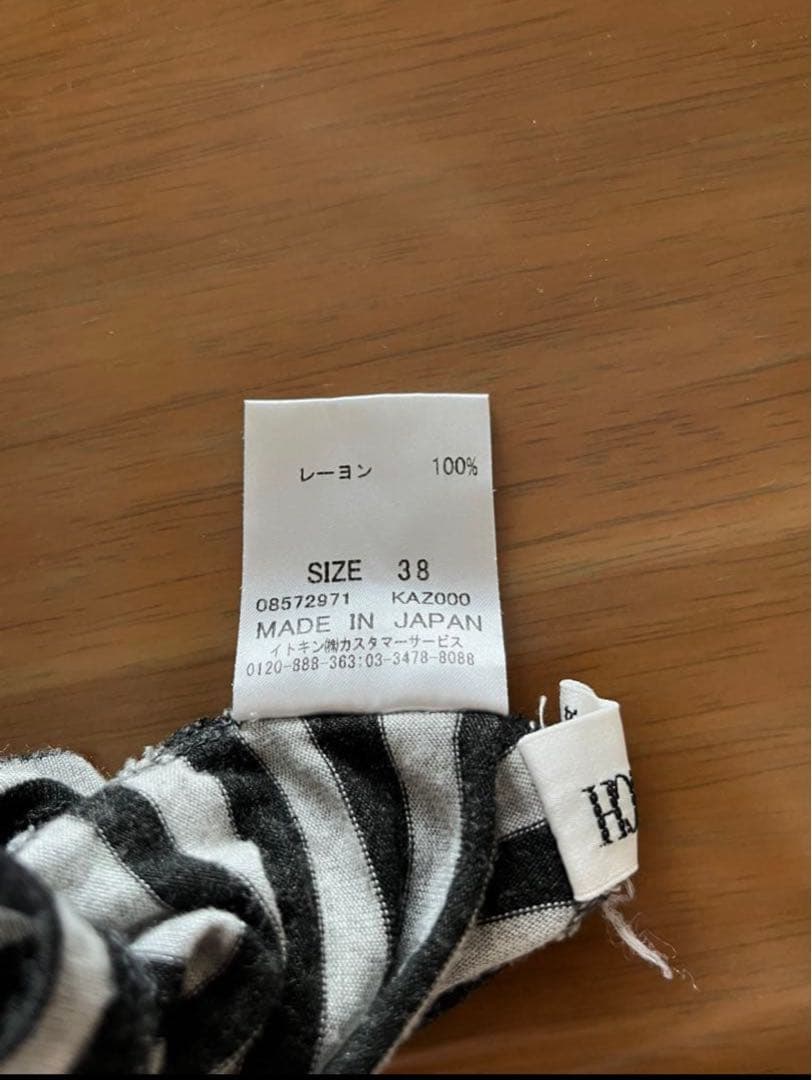 レーヨン 100%
SIZE 38
08572971 KAZ000
MADE IN JAPAN
イトキン㈱カスタマーサービス
0120-888-363:03-3478-8088